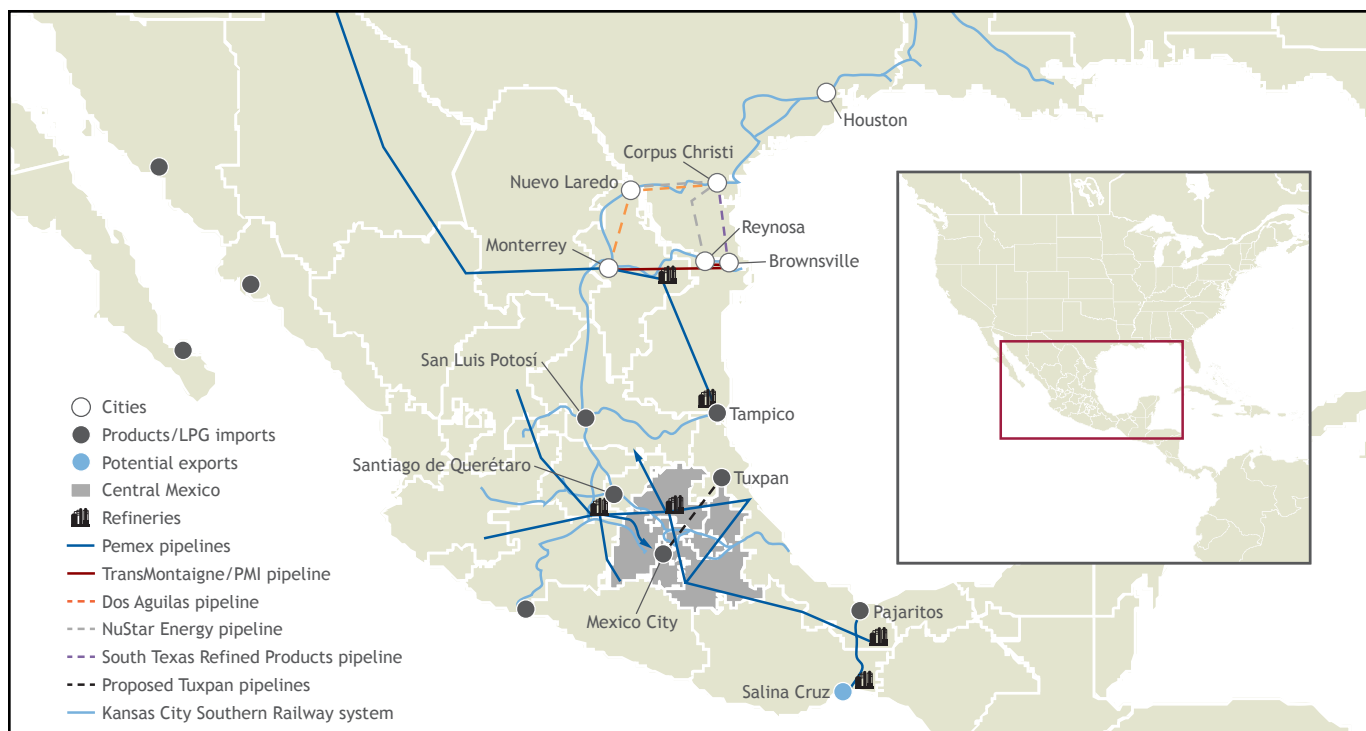 Houston
Corpus Christi
Nuevo Laredo
Reynosa
Monterrey
Brownsville
San Luis Potosí
Tampico
Santiago de Querétaro
Tuxpan
Mexico City
Pajaritos
Salina Cruz
Cities
Products/LPG imports
Potential exports
Central Mexico
Refineries
Pemex pipelines
TransMontaigne/PMI pipeline
Dos Aguilas pipeline
NuStar Energy pipeline
South Texas Refined Products pipeline
Proposed Tuxpan pipelines
Kansas City Southern Railway system